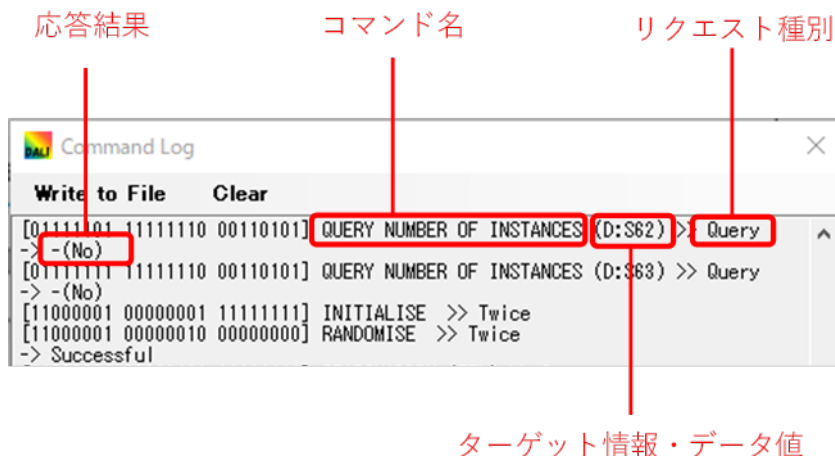 応答結果 コマンド名 リクエスト種別
DALI Command Log
Write to File Clear
[01111101 11111110 00110101] QUERY NUMBER OF INSTANCES (D:S62) >> Query
-> -(No)
[01111111 11111110 00110101] QUERY NUMBER OF INSTANCES (D:S63) >> Query
-> -(No)
[11000001 00000001 11111111] INITIALISE >> Twice
[11000001 00000010 00000000] RANDOMISE >> Twice
-> Successful
ターゲット情報・データ値